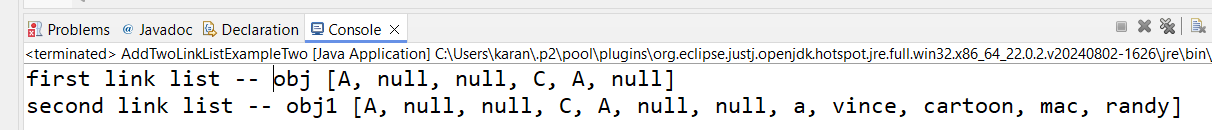 Problems @ Javadoc Declaration Console ×
<terminated> AddTwoLinkListExampleTwo [Java Application] C:\Users\karan\.p2\pool\plugins\org.eclipse.justj.openjdk.hotspot.jre.full.win32.x86_64_22.0.2.v20240802-1626\jre\bin\
first link list -- obj [A, null, null, C, A, null]
second link list -- obj1 [A, null, null, C, A, null, null, a, vince, cartoon, mac, randy]